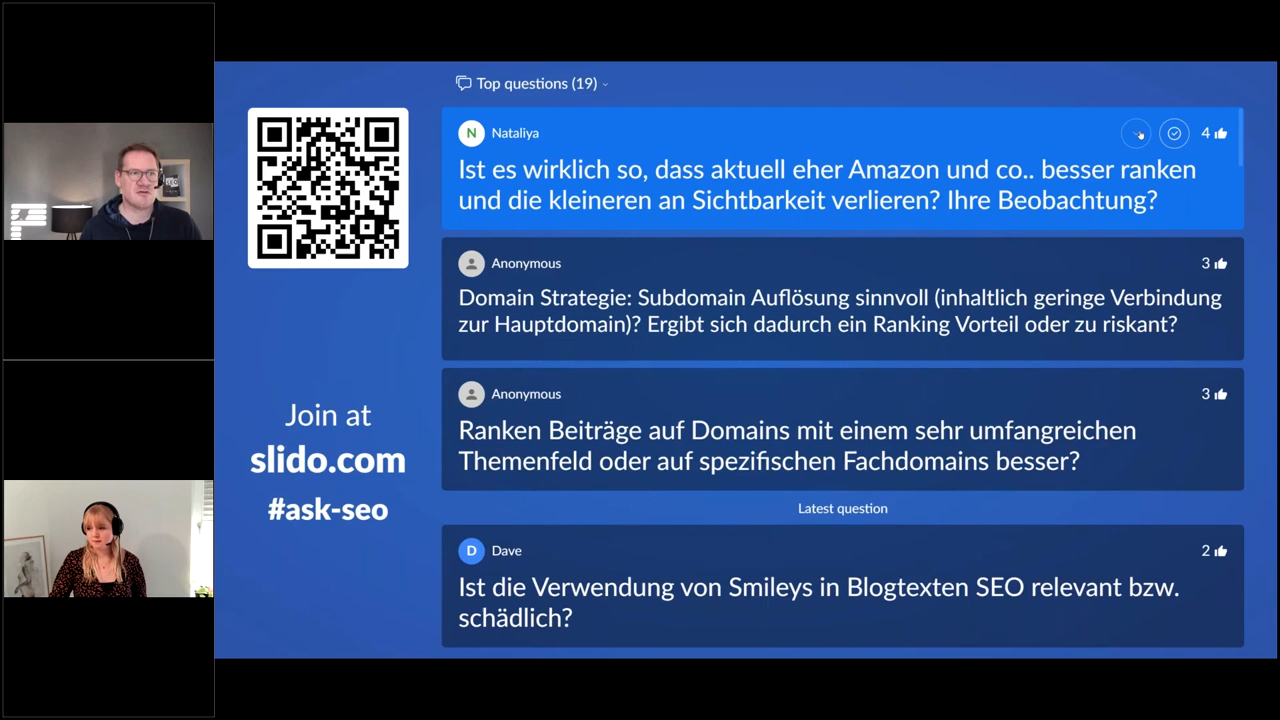 Top questions (19)
N Nataliya 4
Ist es wirklich so, dass aktuell eher Amazon und co.. besser ranken
und die kleineren an Sichtbarkeit verlieren? Ihre Beobachtung?
Anonymous 3
Domain Strategie: Subdomain Auflösung sinnvoll (inhaltlich geringe Verbindung
zur Hauptdomain)? Ergibt sich dadurch ein Ranking Vorteil oder zu riskant?
Anonymous 3
Ranken Beiträge auf Domains mit einem sehr umfangreichen
Themenfeld oder auf spezifischen Fachdomains besser?
Join at
slido.com
#ask-seo
Latest question
D Dave 2
Ist die Verwendung von Smileys in Blogtexten SEO relevant bzw.
schädlich?